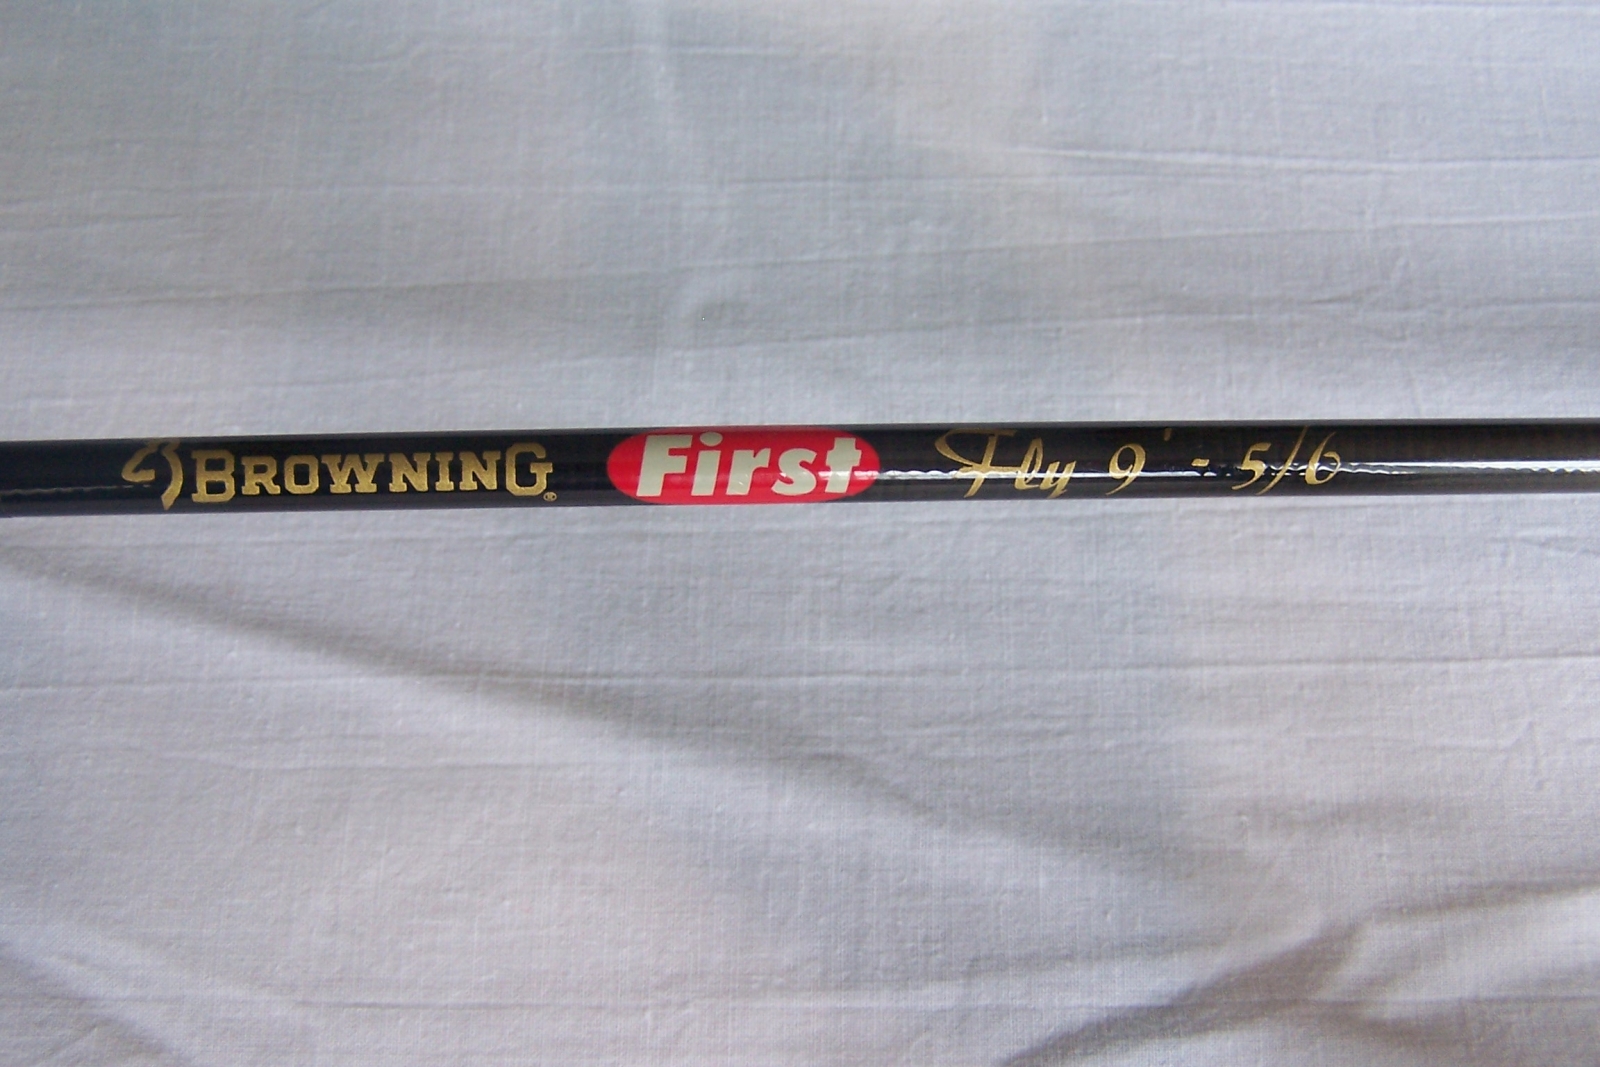 BROWNING® First Fly 9' - 5/6